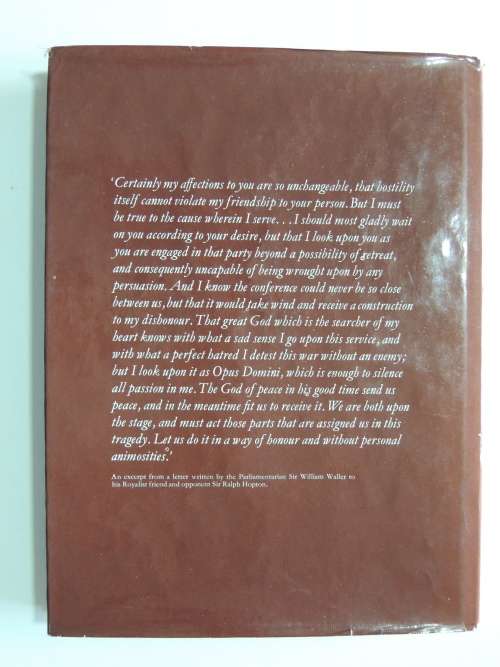 ‘Certainly my affections to you are so unchangeable, that hostility
itself cannot violate my friendship to your person. But I must
be true to the cause wherein I serve. . . I should most gladly wait
on you according to your desire, but that I look upon you as
you are engaged in that party beyond a possibility of retreat,
and consequently uncapable of being wrought upon by any
persuasion. And I know the conference could never be so close
between us, but that it would take wind and receive a construction
to my dishonour. That great God which is the searcher of my
heart knows with what a sad sense I go upon this service, and
with what a perfect hatred I detest this war without an enemy;
but I look upon it as Opus Domini, which is enough to silence
all passion in me. The God of peace in his good time send us
peace, and in the meantime fit us to receive it. We are both upon
the stage, and must act those parts that are assigned us in this
tragedy. Let us do it in a way of honour and without personal
animosities.’
An excerpt from a letter written by the Parliamentarian Sir William Waller to
his Royalist friend and opponent Sir Ralph Hopton.